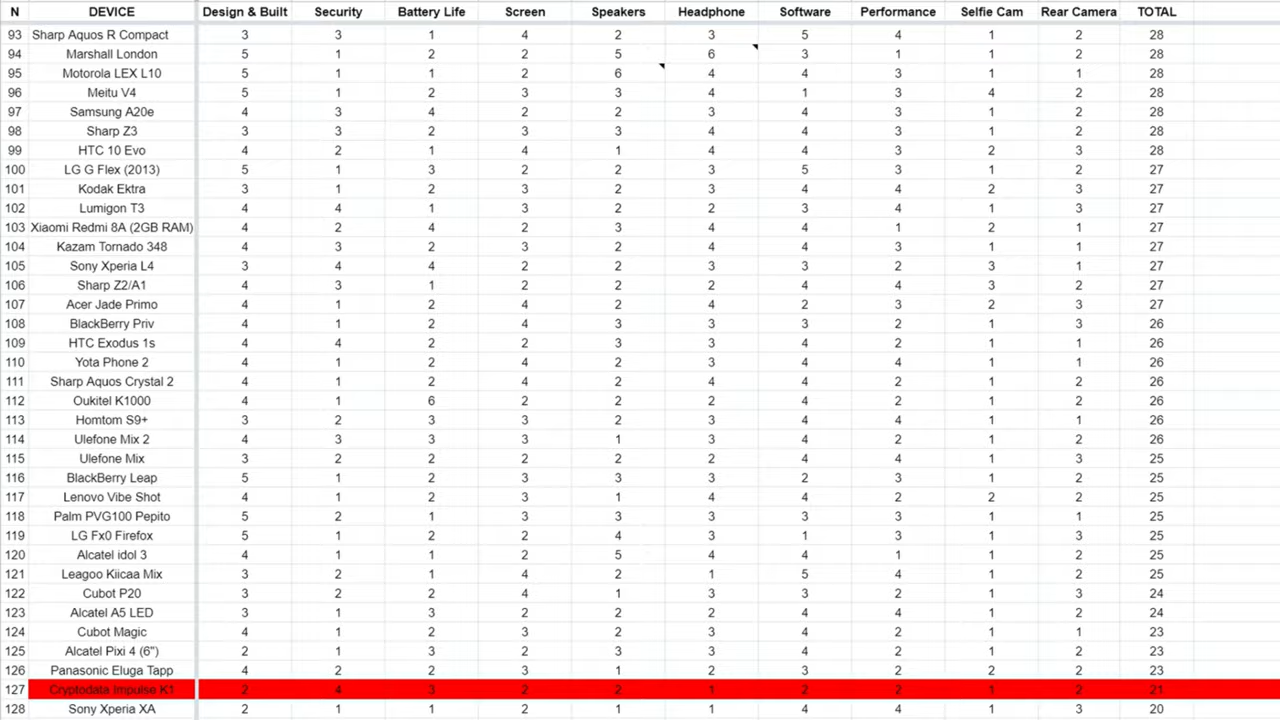 N DEVICE Design & Built Security Battery Life Screen Speakers Headphone Software Performance Selfie Cam Rear Camera TOTAL
93 Sharp Aquos R Compact 3 3 1 4 2 3 5 4 1 2 28
94 Marshall London 5 1 2 2 5 6 3 1 1 2 28
95 Motorola LEX L10 5 1 1 2 6 4 4 3 1 1 28
96 Meitu V4 5 1 2 3 3 4 1 3 4 2 28
97 Samsung A20e 4 3 4 2 2 3 4 3 1 2 28
98 Sharp Z3 3 3 2 3 3 4 4 3 1 2 28
99 HTC 10 Evo 4 2 1 4 1 4 4 3 2 3 28
100 LG G Flex (2013) 5 1 3 2 2 3 5 3 1 2 27
101 Kodak Ektra 3 1 2 3 2 3 4 4 2 3 27
102 Lumigon T3 4 4 1 3 2 2 3 4 1 3 27
103 Xiaomi Redmi 8A (2GB RAM) 4 2 4 2 3 4 4 1 2 1 27
104 Kazam Tornado 348 4 3 2 3 2 4 4 3 1 1 27
105 Sony Xperia L4 3 4 4 2 2 3 3 2 3 1 27
106 Sharp Z2/A1 4 3 1 2 2 2 4 4 3 2 27
107 Acer Jade Primo 4 1 2 4 2 4 2 3 2 3 27
108 BlackBerry Priv 4 1 2 4 3 3 3 2 1 3 26
109 HTC Exodus 1s 4 4 2 2 3 3 4 2 1 1 26
110 Yota Phone 2 4 1 2 4 2 3 4 4 1 1 26
111 Sharp Aquos Crystal 2 4 1 2 4 2 4 4 2 1 2 26
112 Oukitel K1000 4 1 6 2 2 2 4 2 1 2 26
113 Homtom S9+ 3 2 3 3 2 3 4 4 1 1 26
114 Ulefone Mix 2 4 3 3 3 1 3 4 2 1 2 26
115 Ulefone Mix 3 2 2 2 2 2 4 4 1 3 25
116 BlackBerry Leap 5 1 2 3 3 3 2 3 1 2 25
117 Lenovo Vibe Shot 4 1 2 3 1 4 4 2 2 2 25
118 Palm PVG100 Pepito 5 2 1 3 3 3 3 3 1 1 25
119 LG Fx0 Firefox 5 1 2 2 4 3 1 3 1 3 25
120 Alcatel idol 3 4 1 1 2 5 4 4 1 1 2 25
121 Leagoo Kiicaa Mix 3 2 1 4 2 1 5 4 1 2 25
122 Cubot P20 3 2 2 4 1 3 3 2 1 3 24
123 Alcatel A5 LED 3 1 3 2 2 2 4 4 1 2 24
124 Cubot Magic 4 1 2 3 2 3 4 2 1 1 23
125 Alcatel Pixi 4 (6") 2 1 3 2 3 3 4 2 1 2 23
126 Panasonic Eluga Tapp 4 2 2 3 1 2 3 2 2 2 23
127 Cryptodata Impulse K1 2 4 3 2 2 1 2 2 1 2 21
128 Sony Xperia XA 2 1 1 2 1 1 4 4 1 3 20